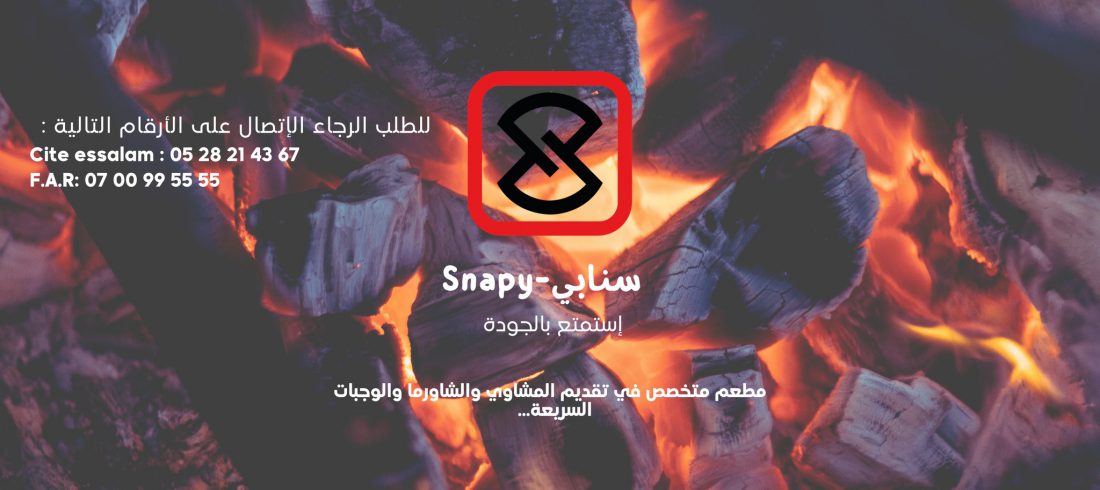 للطلب الرجاء الإتصال على الأرقام التالية :
Cite essalam : 05 28 21 43 67
F.A.R: 07 00 99 55 55
Snapy-سنابي
إستمتع بالجودة
مطعم متخصص في تقديم المشاوي والشاورما والوجبات
السريعة...